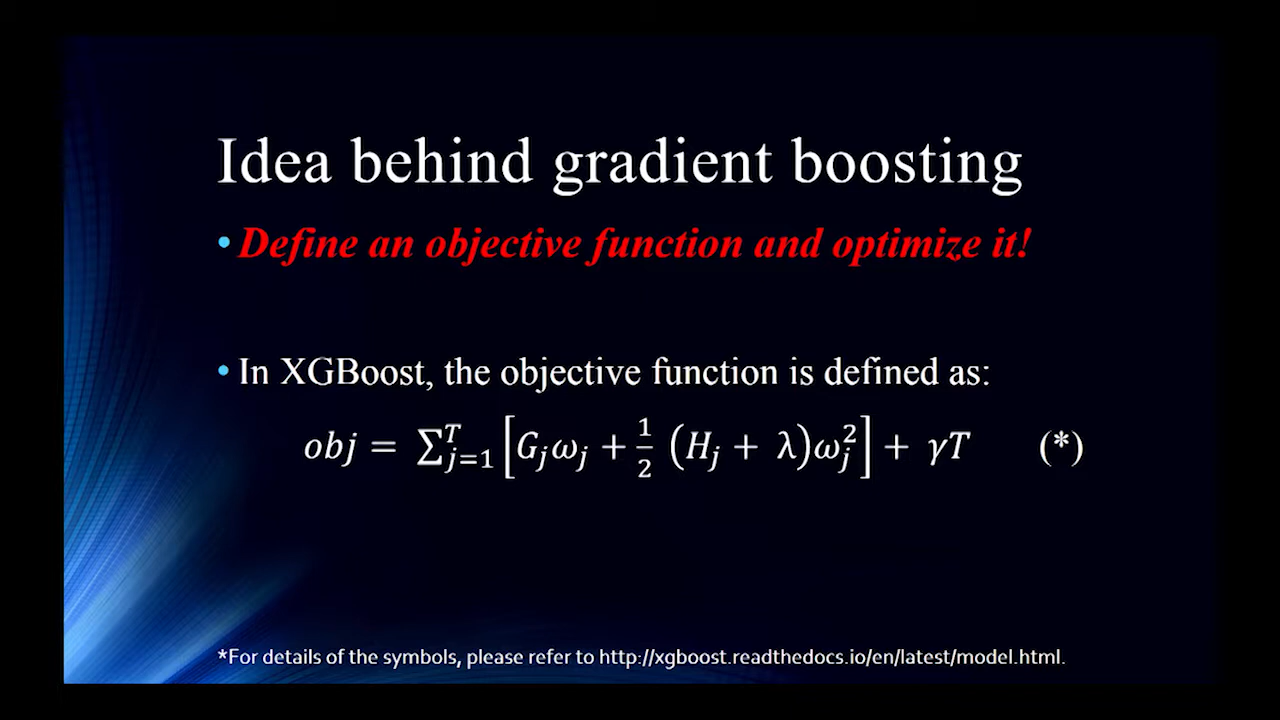 Idea behind gradient boosting
• Define an objective function and optimize it!
• In XGBoost, the objective function is defined as:
obj = ∑_{j=1}^{T} [G_jω_j + 1/2 (H_j + λ)ω_j^2] + γT (*)
*For details of the symbols, please refer to http://xgboost.readthedocs.io/en/latest/model.html.